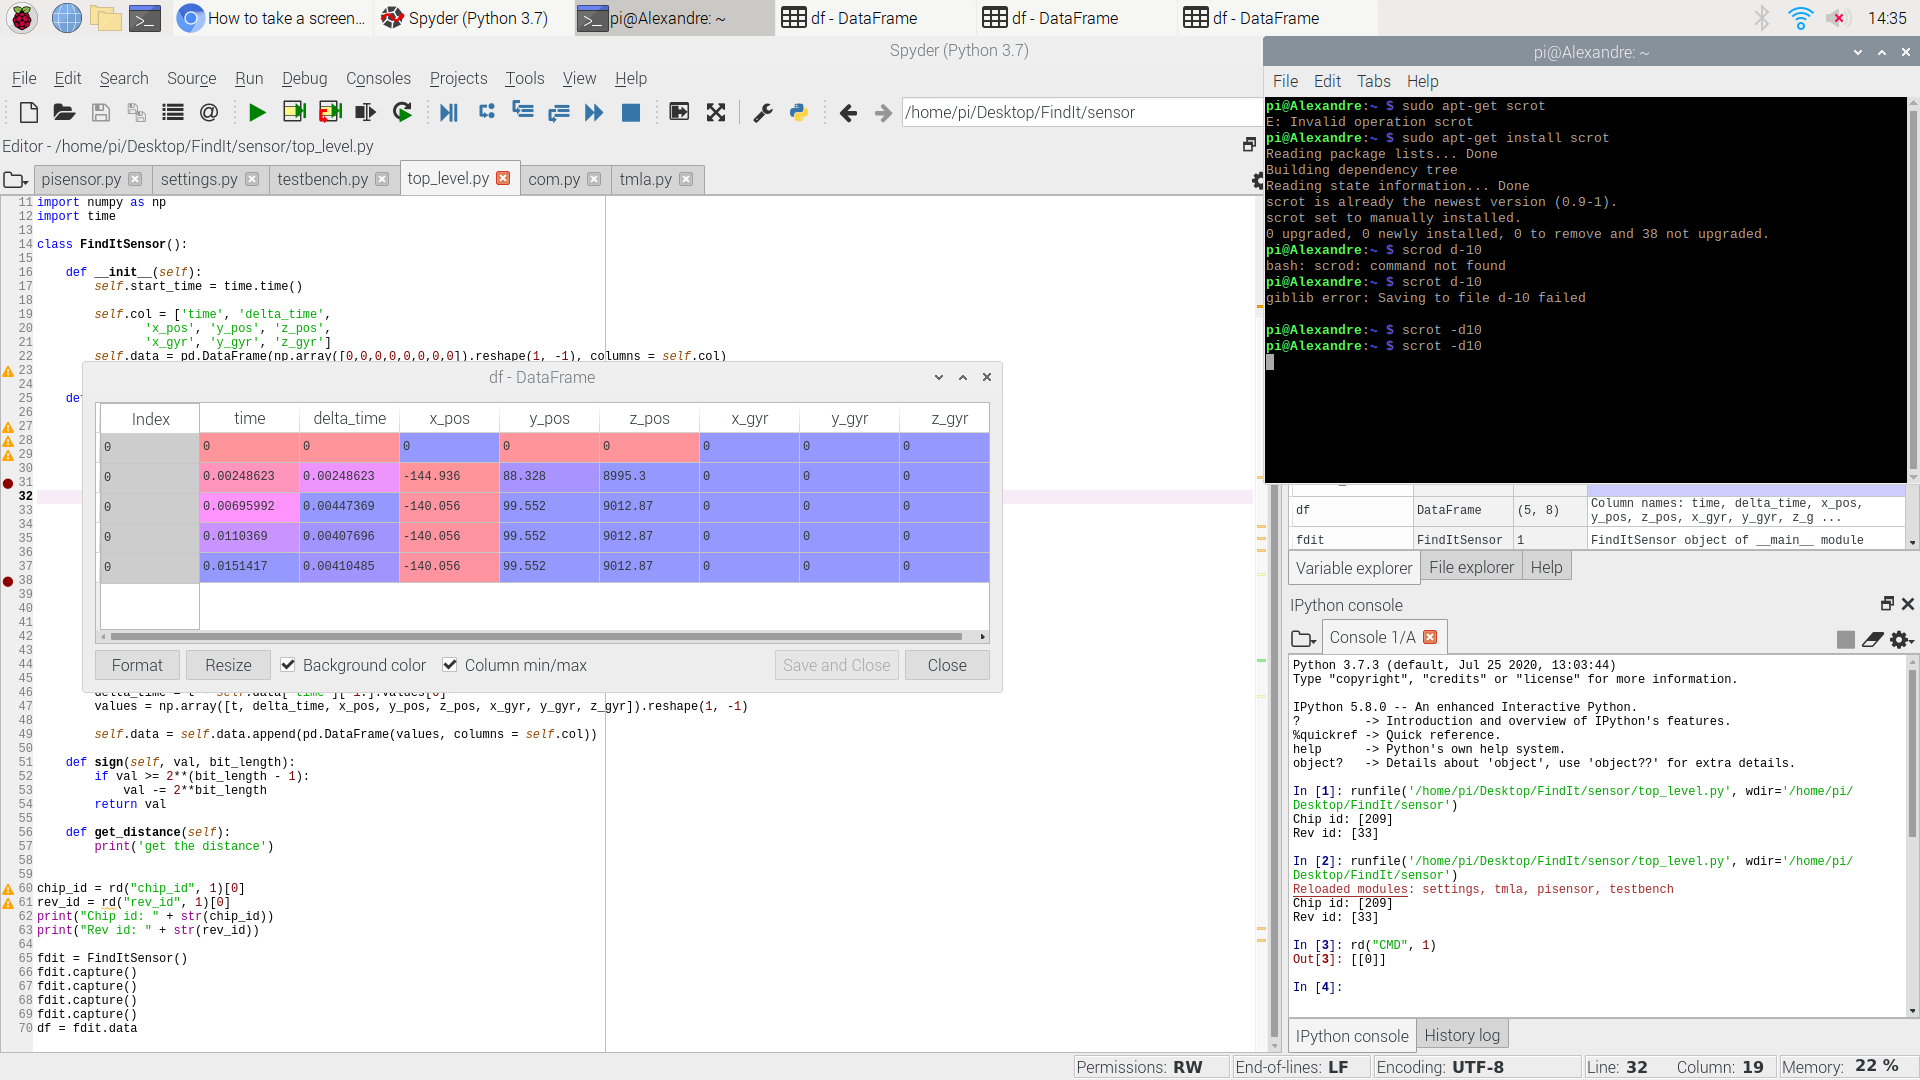 How to take a screen...
Spyder (Python 3.7)
pi@Alexandre: ~
df - DataFrame
df - DataFrame
df - DataFrame
14:35
Spyder (Python 3.7)
File Edit Search Source Run Debug Consoles Projects Tools View Help
/home/pi/Desktop/FindIt/sensor
Editor - /home/pi/Desktop/FindIt/sensor/top_level.py
pisensor.py settings.py testbench.py top_level.py com.py tmla.py
11 import numpy as np
12 import time
13
14 class FindItSensor():
15
16 def __init__(self):
17 self.start_time = time.time()
18
19 self.col = ['time', 'delta_time',
20 'x_pos', 'y_pos', 'z_pos',
21 'x_gyr', 'y_gyr', 'z_gyr']
22 self.data = pd.DataFrame(np.array([0,0,0,0,0,0,0,0]).reshape(1, -1), columns = self.col)
23
24
25 de
26
27
28
29
30
31
32
33
34
35
36
37
38
39
40
41
42
43
44
45
46
47 values = np.array([t, delta_time, x_pos, y_pos, z_pos, x_gyr, y_gyr, z_gyr]).reshape(1, -1)
48
49 self.data = self.data.append(pd.DataFrame(values, columns = self.col))
50
51 def sign(self, val, bit_length):
52 if val >= 2**(bit_length - 1):
53 val -= 2**bit_length
54 return val
55
56 def get_distance(self):
57 print('get the distance')
58
59
60 chip_id = rd("chip_id", 1)[0]
61 rev_id = rd("rev_id", 1)[0]
62 print("Chip id: " + str(chip_id))
63 print("Rev id: " + str(rev_id))
64
65 fdit = FindItSensor()
66 fdit.capture()
67 fdit.capture()
68 fdit.capture()
69 fdit.capture()
70 df = fdit.data
df - DataFrame
Index time delta_time x_pos y_pos z_pos x_gyr y_gyr z_gyr
0 0 0 0 0 0 0 0 0
0 0.00248623 0.00248623 -144.936 88.328 8995.3 0 0 0
0 0.00695992 0.00447369 -140.056 99.552 9012.87 0 0 0
0 0.0110369 0.00407696 -140.056 99.552 9012.87 0 0 0
0 0.0151417 0.00410485 -140.056 99.552 9012.87 0 0 0
Format Resize Background color Column min/max Save and Close Close
pi@Alexandre: ~
File Edit Tabs Help
pi@Alexandre:~ $ sudo apt-get scrot
E: Invalid operation scrot
pi@Alexandre:~ $ sudo apt-get install scrot
Reading package lists... Done
Building dependency tree
Reading state information... Done
scrot is already the newest version (0.9-1).
scrot set to manually installed.
0 upgraded, 0 newly installed, 0 to remove and 38 not upgraded.
pi@Alexandre:~ $ scrod d-10
bash: scrod: command not found
pi@Alexandre:~ $ scrot d-10
giblib error: Saving to file d-10 failed
pi@Alexandre:~ $ scrot -d10
pi@Alexandre:~ $ scrot -d10
df DataFrame (5, 8) Column names: time, delta_time, x_pos,
y_pos, z_pos, x_gyr, y_gyr, z_g ...
fdit FindItSensor 1 FindItSensor object of __main__ module
Variable explorer File explorer Help
IPython console
Console 1/A
Python 3.7.3 (default, Jul 25 2020, 13:03:44)
Type "copyright", "credits" or "license" for more information.
IPython 5.8.0 -- An enhanced Interactive Python.
? -> Introduction and overview of IPython's features.
%quickref -> Quick reference.
help -> Python's own help system.
object? -> Details about 'object', use 'object??' for extra details.
In [1]: runfile('/home/pi/Desktop/FindIt/sensor/top_level.py', wdir='/home/pi/
Desktop/FindIt/sensor')
Chip id: [209]
Rev id: [33]
In [2]: runfile('/home/pi/Desktop/FindIt/sensor/top_level.py', wdir='/home/pi/
Desktop/FindIt/sensor')
Reloaded modules: settings, tmla, pisensor, testbench
Chip id: [209]
Rev id: [33]
In [3]: rd("CMD", 1)
Out[3]: [[0]]
In [4]:
IPython console History log
Permissions: RW End-of-lines: LF Encoding: UTF-8 Line: 32 Column: 19 Memory: 22 %